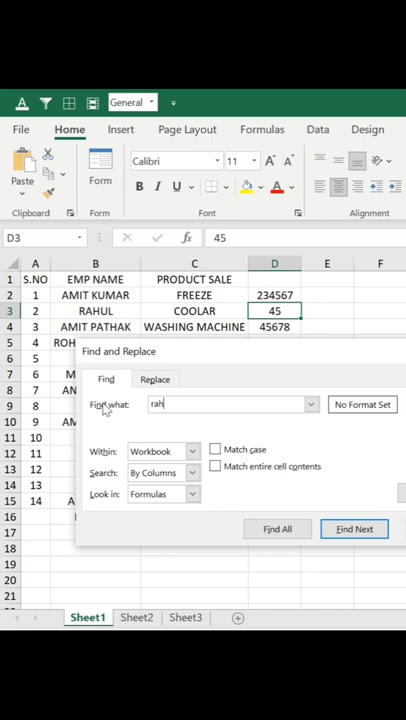 General
File Home Insert Page Layout Formulas Data Design
Paste
Form
Calibri 11
B I U A
Clipboard Form Font Alignment
D3 fx 45
A B C D E F
1 S.NO EMP NAME PRODUCT SALE
2 1 AMIT KUMAR FREEZE 234567
3 2 RAHUL COOLAR 45
4 3 AMIT PATHAK WASHING MACHINE 45678
5 4 ROH
Find and Replace
6 5
7 6 M
Find Replace
8 7 AN
9 8
Find what: rah No Format Set
10 9 AM
11 10
12 11
Within: Workbook Match case
13 12
Search: By Columns Match entire cell contents
14 13
Look in: Formulas
15 14 A
16
17
Find All Find Next
18
19
20
21
Sheet1 Sheet2 Sheet3